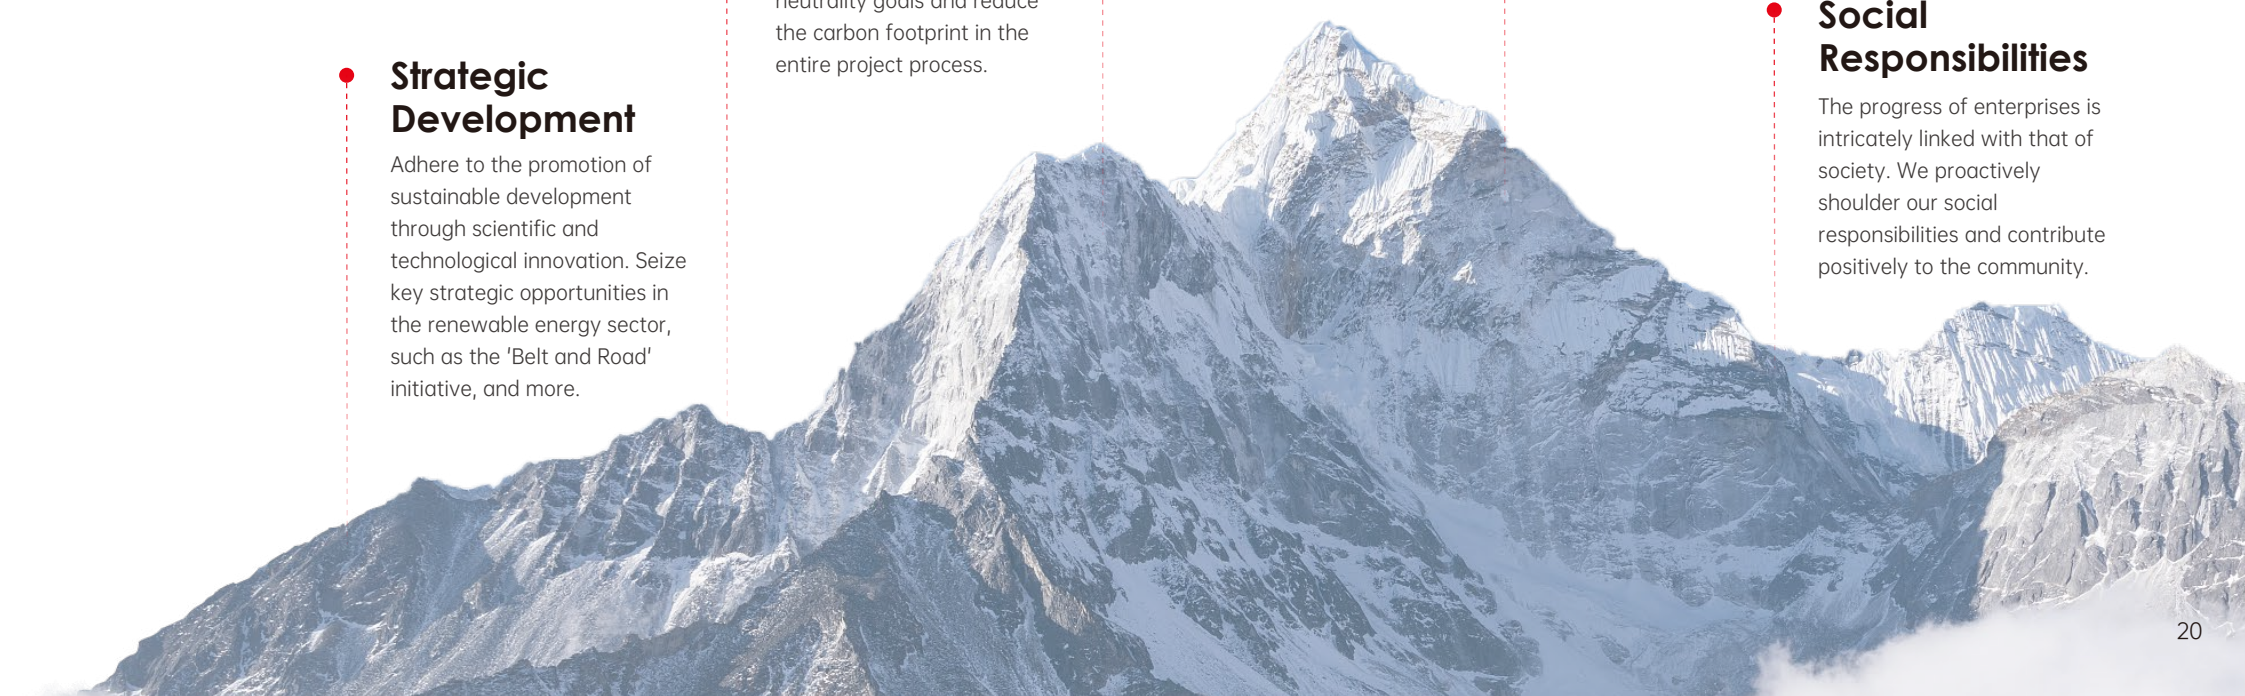 Strategic
Development
Adhere to the promotion of
sustainable development
through scientific and
technological innovation. Seize
key strategic opportunities in
the renewable energy sector,
such as the 'Belt and Road'
initiative, and more.
neutrality goals and reduce
the carbon footprint in the
entire project process.
Social
Responsibilities
The progress of enterprises is
intricately linked with that of
society. We proactively
shoulder our social
responsibilities and contribute
positively to the community.
20